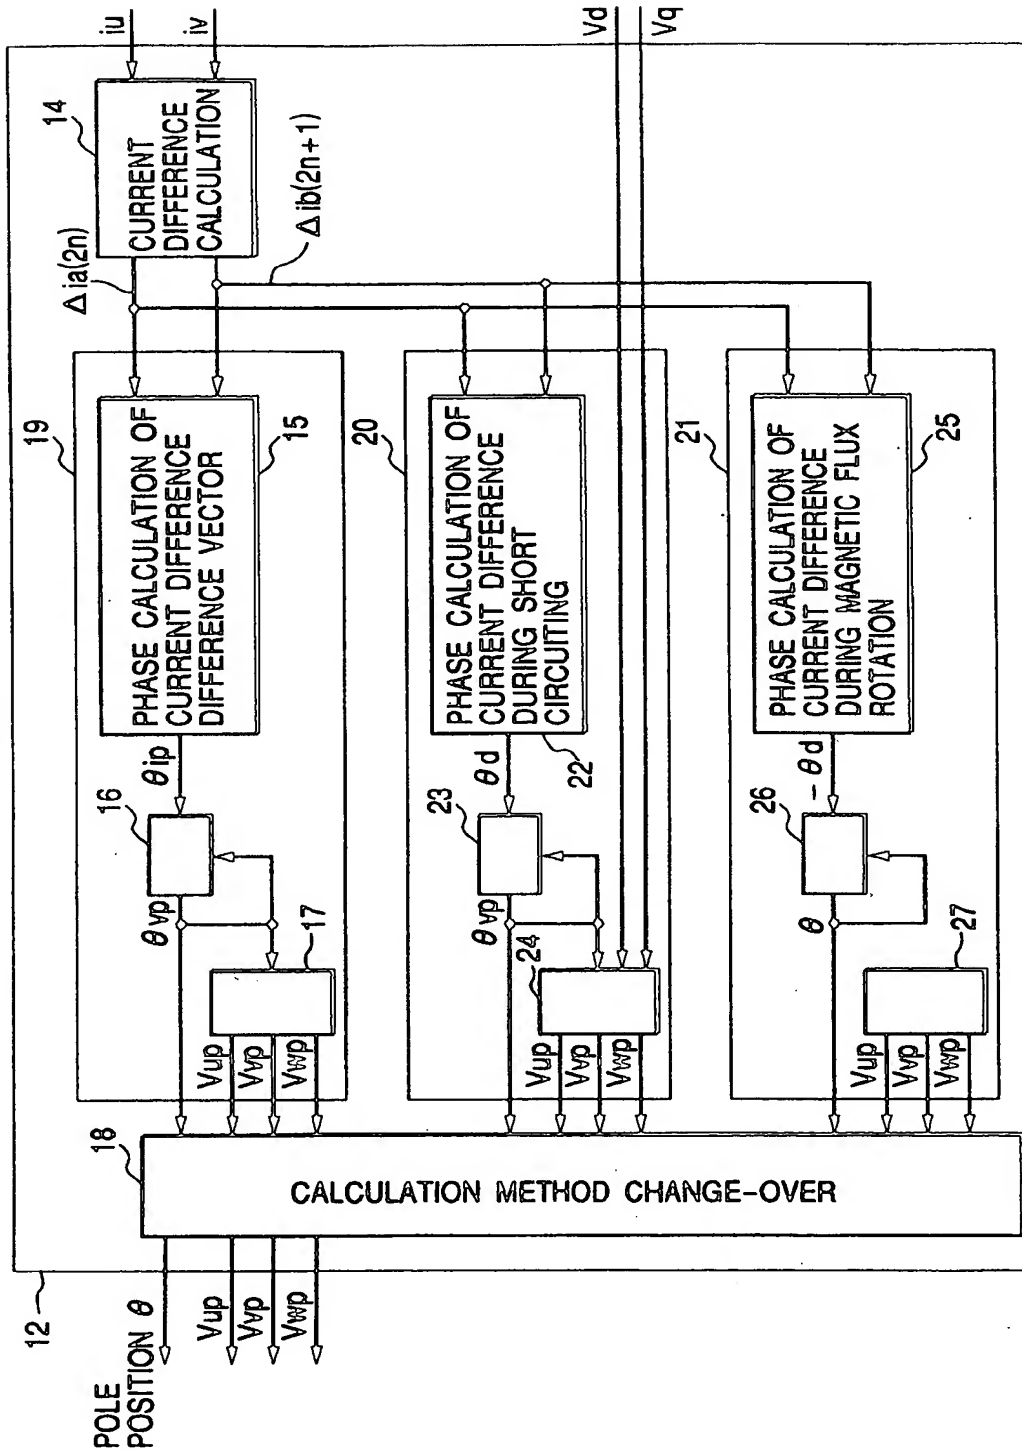 iu
iv
Vd
Vq
14
CURRENT
DIFFERENCE
CALCULATION
Δia(2n)
Δib(2n+1)
19
PHASE CALCULATION OF
CURRENT DIFFERENCE
DIFFERENCE VECTOR
15
θip
16
θvp
17
Vup
Vvp
Vwp
20
PHASE CALCULATION OF
CURRENT DIFFERENCE
DURING SHORT
CIRCUITING
22
θd
23
θvp
24
Vup
Vvp
Vwp
21
PHASE CALCULATION OF
CURRENT DIFFERENCE
DURING MAGNETIC FLUX
ROTATION
25
-θd
26
θ
27
Vup
Vvp
Vwp
18
CALCULATION METHOD CHANGE-OVER
12
POLE
POSITION θ
Vup
Vvp
Vwp